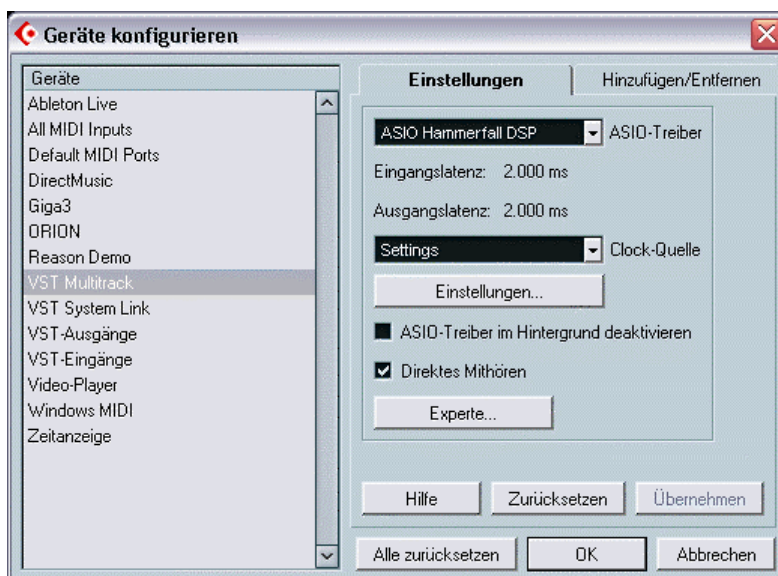 Geräte konfigurieren
Geräte
Ableton Live
All MIDI Inputs
Default MIDI Ports
DirectMusic
Giga3
ORION
Reason Demo
VST Multitrack
VST System Link
VST-Ausgänge
VST-Eingänge
Video-Player
Windows MIDI
Zeitanzeige
Einstellungen
Hinzufügen/Entfernen
ASIO Hammerfall DSP ASIO-Treiber
Eingangslatenz: 2.000 ms
Ausgangslatenz: 2.000 ms
Settings Clock-Quelle
Einstellungen...
ASIO-Treiber im Hintergrund deaktivieren
Direktes Mithören
Experte...
Hilfe Zurücksetzen Übernehmen
Alle zurücksetzen OK Abbrechen